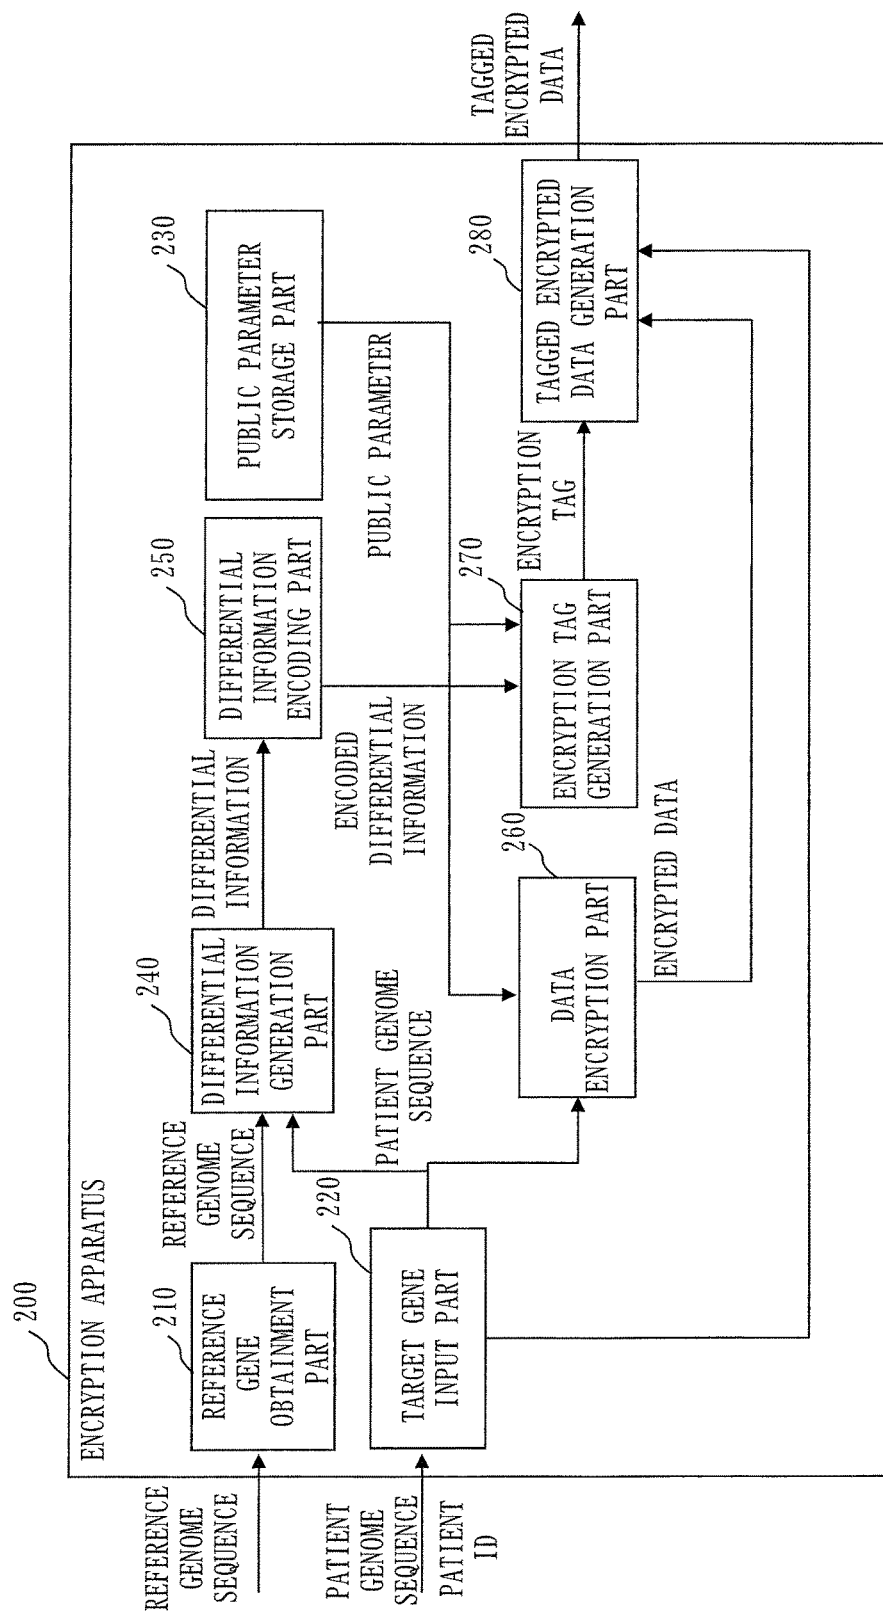 200
ENCRYPTION APPARATUS
REFERENCE
GENOME
SEQUENCE
210
REFERENCE
GENE
OBTAINMENT
PART
REFERENCE
GENOME
SEQUENCE
240
DIFFERENTIAL
INFORMATION
GENERATION
PART
DIFFERENTIAL
INFORMATION
250
DIFFERENTIAL
INFORMATION
ENCODING PART
230
PUBLIC PARAMETER
STORAGE PART
PATIENT
GENOME
SEQUENCE
PATIENT
ID
220
TARGET GENE
INPUT PART
PATIENT GENOME
SEQUENCE
ENCODED
DIFFERENTIAL
INFORMATION
PUBLIC PARAMETER
260
DATA
ENCRYPTION PART
ENCRYPTED DATA
270
ENCRYPTION TAG
GENERATION PART
ENCRYPTION
TAG
280
TAGGED ENCRYPTED
DATA GENERATION
PART
TAGGED
ENCRYPTED
DATA